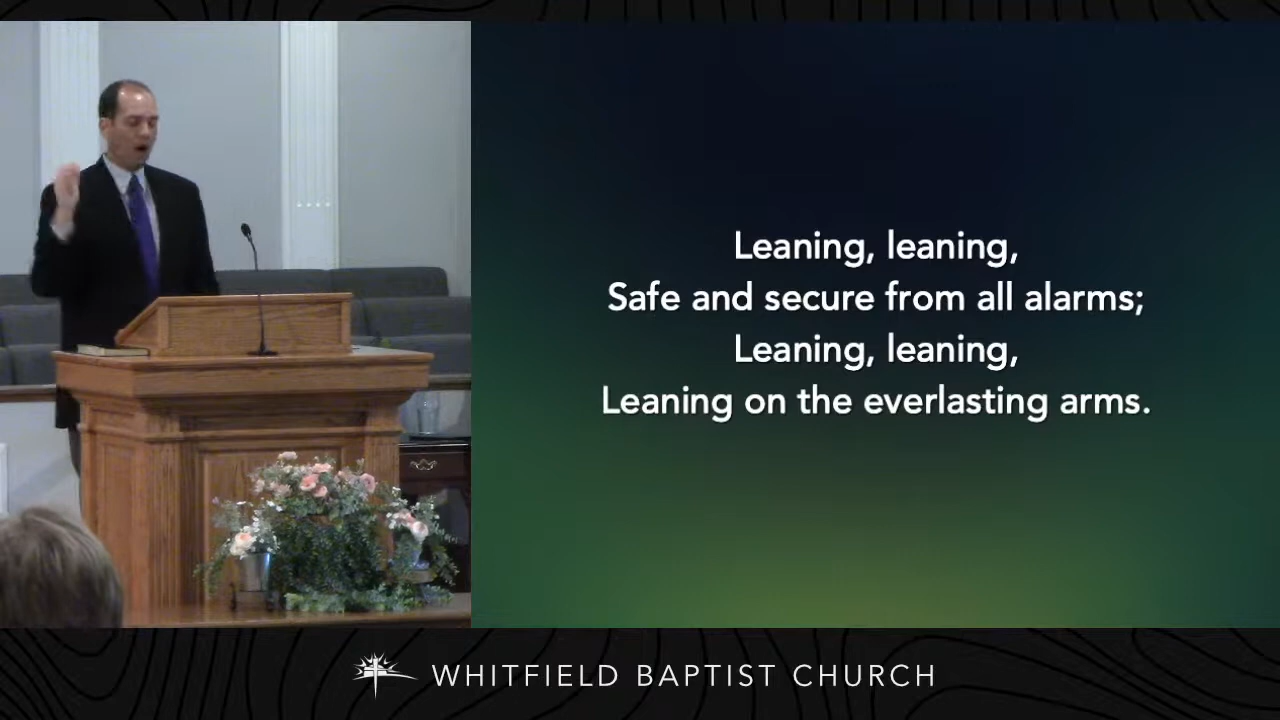 Leaning, leaning,
Safe and secure from all alarms;
Leaning, leaning,
Leaning on the everlasting arms.
WHITFIELD BAPTIST CHURCH